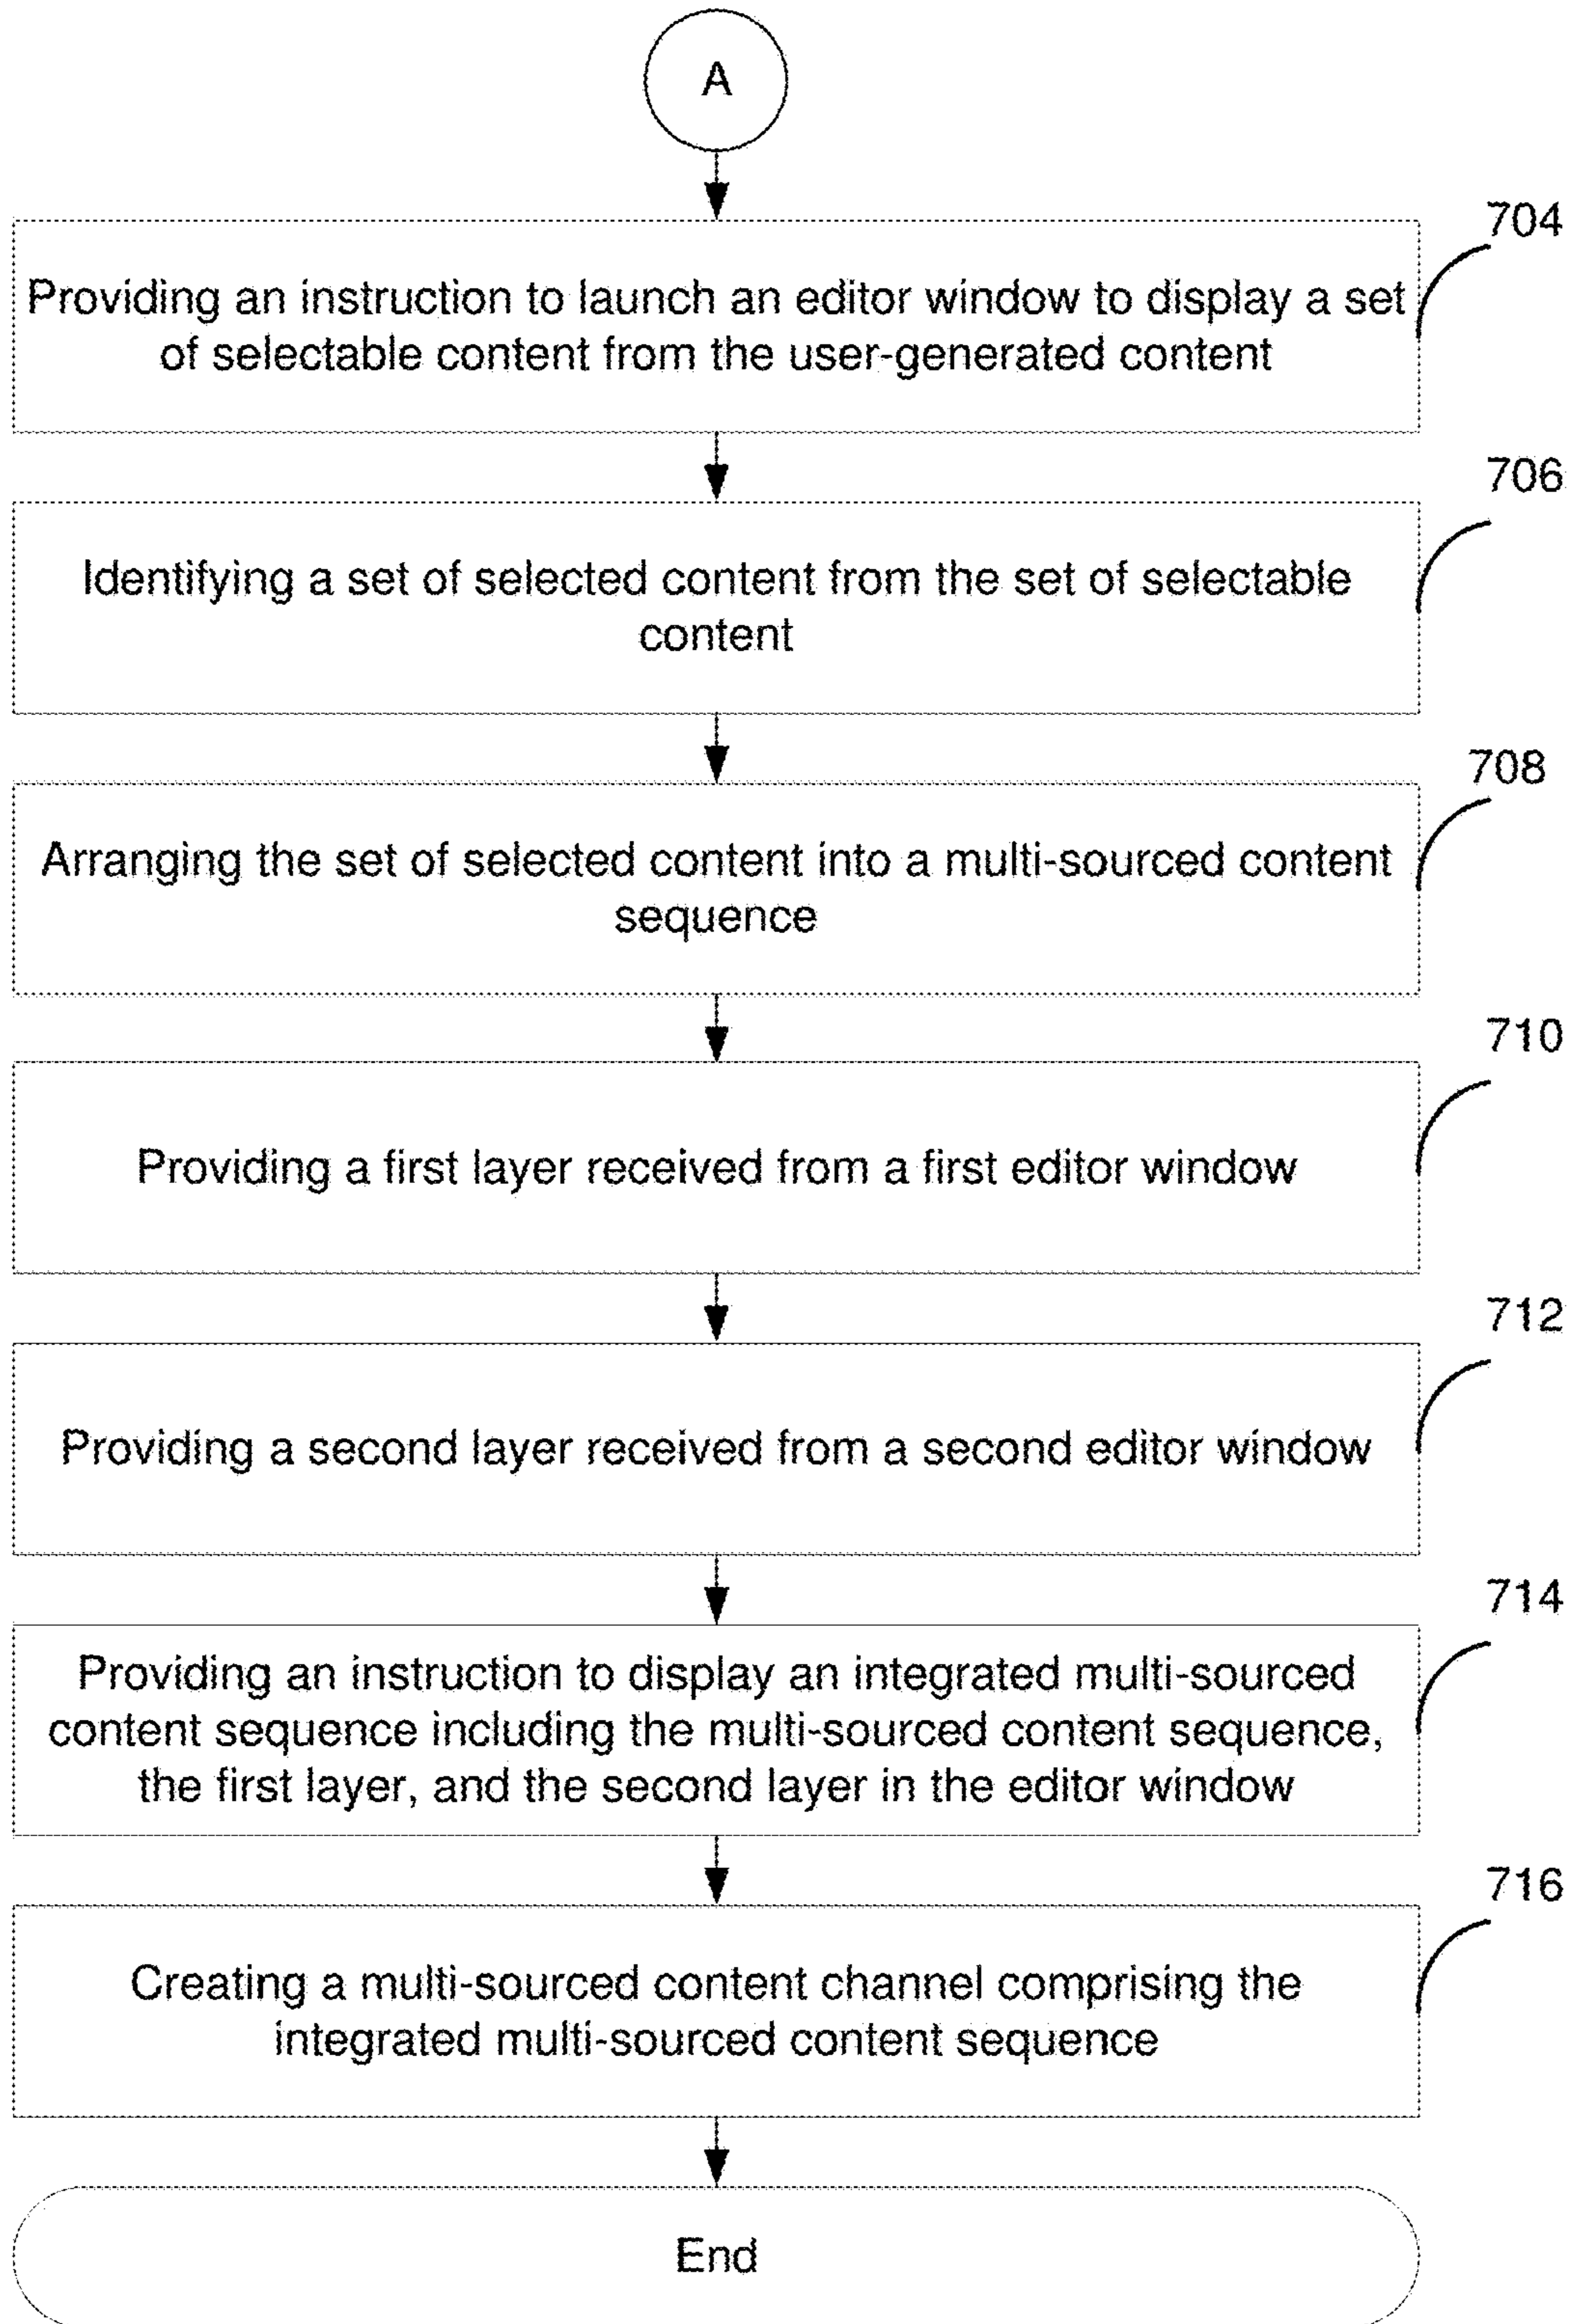 A
704
Providing an instruction to launch an editor window to display a set
of selectable content from the user-generated content
706
Identifying a set of selected content from the set of selectable
content
708
Arranging the set of selected content into a multi-sourced content
sequence
710
Providing a first layer received from a first editor window
712
Providing a second layer received from a second editor window
714
Providing an instruction to display an integrated multi-sourced
content sequence including the multi-sourced content sequence,
the first layer, and the second layer in the editor window
716
Creating a multi-sourced content channel comprising the
integrated multi-sourced content sequence
End